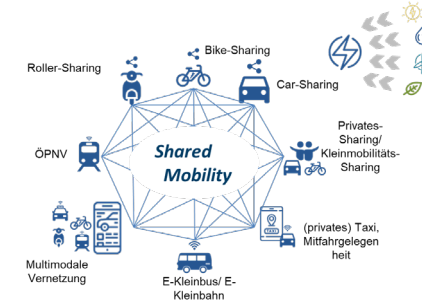 Bike-Sharing
Roller-Sharing
Car-Sharing
Privates-
Sharing/
Kleinmobilitäts-
Sharing
ÖPNV
Shared
Mobility
(privates) Taxi,
Mitfahrgelegen
heit
Multimodale
Vernetzung
E-Kleinbus/ E-
Kleinbahn